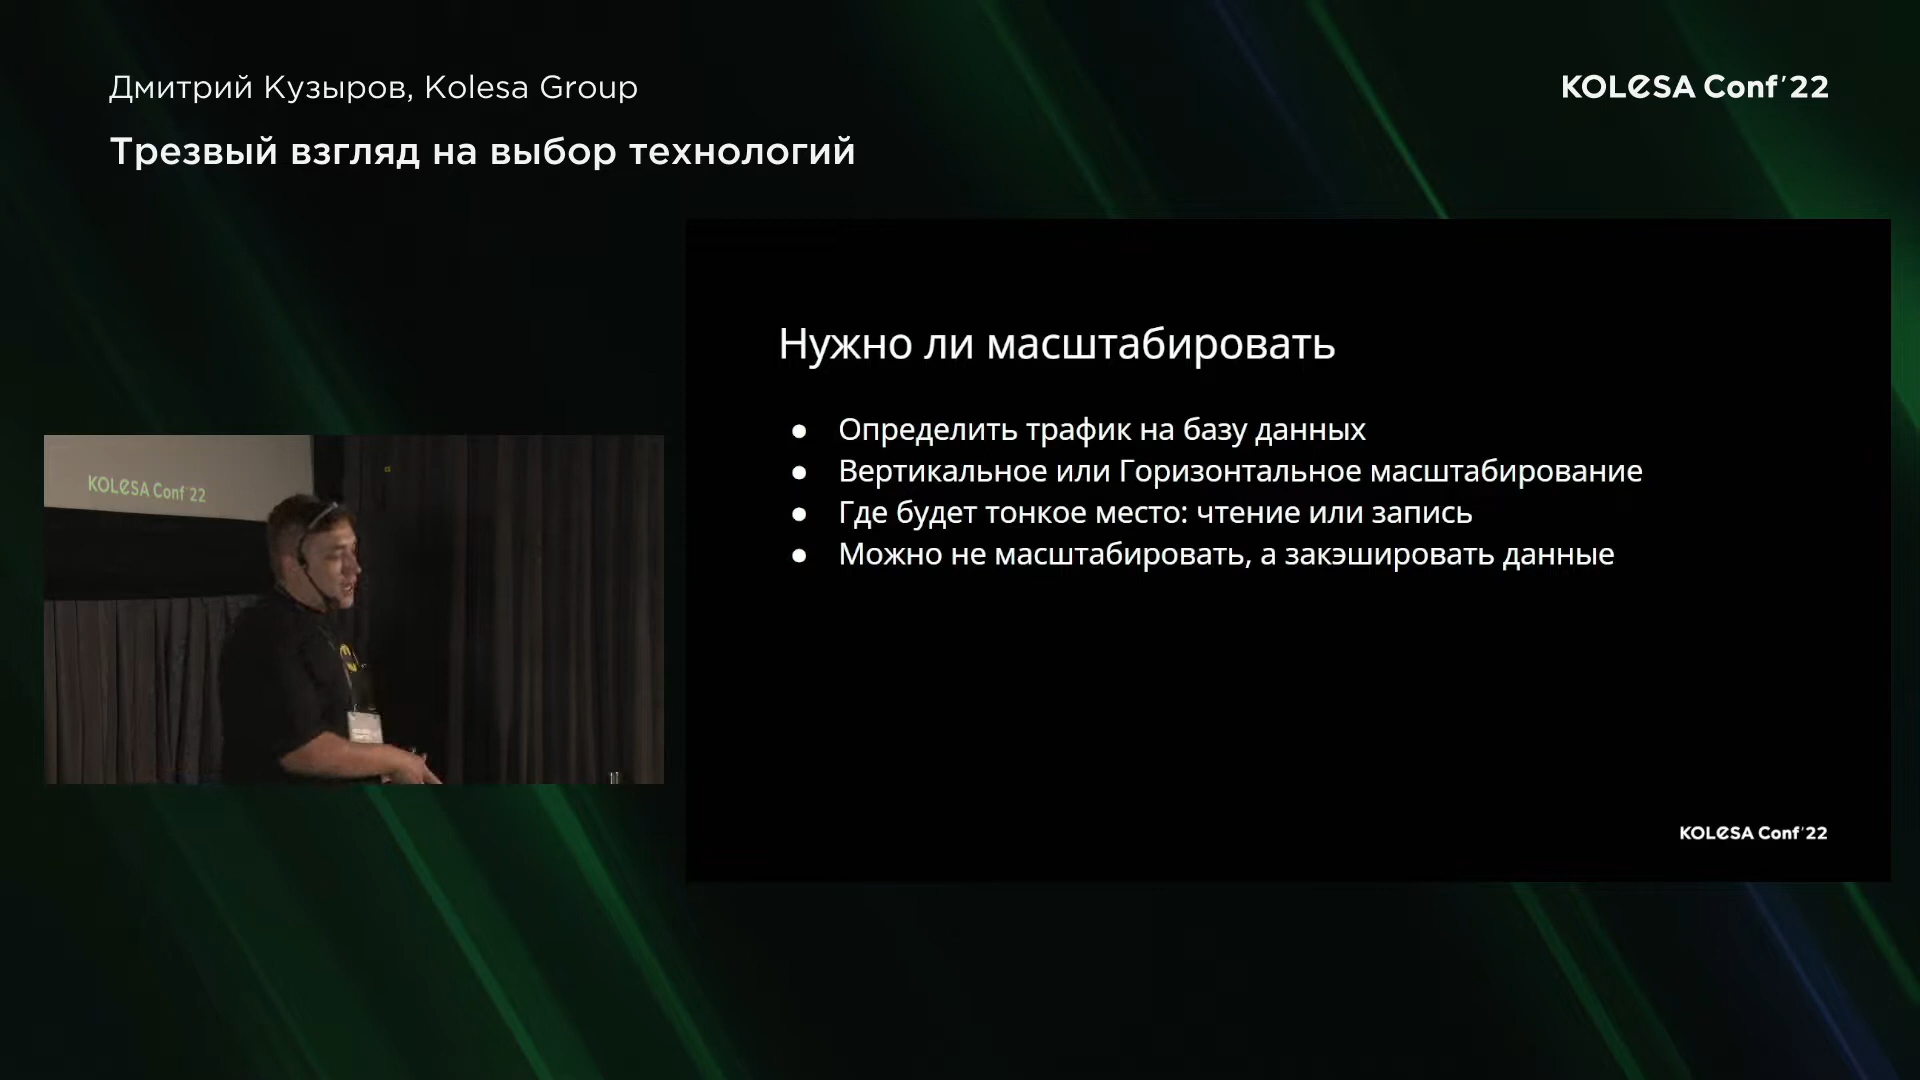 Дмитрий Кузыров, Kolesa Group
KOLESA Conf'22
Трезвый взгляд на выбор технологий
Нужно ли масштабировать
● Определить трафик на базу данных
● Вертикальное или Горизонтальное масштабирование
● Где будет тонкое место: чтение или запись
● Можно не масштабировать, а закэшировать данные
KOLESA Conf'22
KOLESA Conf'22